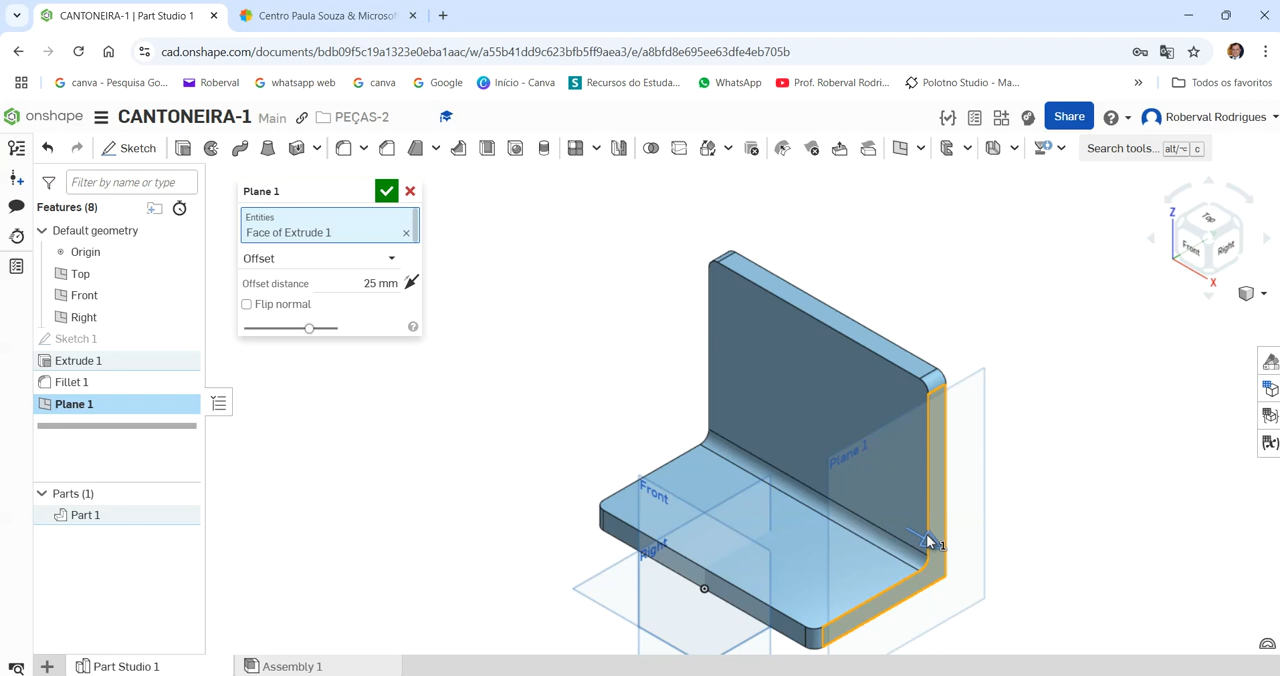 CANTONEIRA-1 | Part Studio 1
Centro Paula Souza & Microsof
cad.onshape.com/documents/bdb09f5c19a1323e0eba1aac/w/a55b41dd9c623bfb5ff9aea3/e/a8bfd8e695ee63dfe4eb705b
canva - Pesquisa Go...
Roberval
whatsapp web
canva
Google
Início - Canva
Recursos do Estuda...
WhatsApp
Prof. Roberval Rodri...
Polotno Studio - Ma...
»
Todos os favoritos
onshape
CANTONEIRA-1
Main
PEÇAS-2
Share
Roberval Rodrigues
Sketch
Search tools...
alt/⌥
c
Filter by name or type
Features (8)
Default geometry
Origin
Top
Front
Right
Sketch 1
Extrude 1
Fillet 1
Plane 1
Parts (1)
Part 1
Plane 1
Entities
Face of Extrude 1
Offset
Offset distance
25 mm
Flip normal
Front
Right
Plane 1
1
Z
Top
Front
Right
X
Part Studio 1
Assembly 1